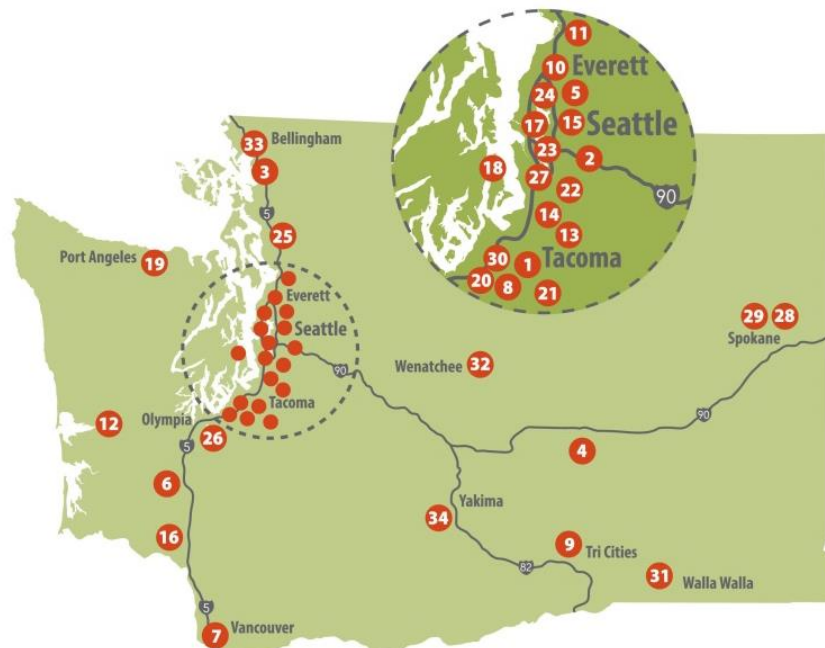 11
10 Everett
24 5
17 15 Seattle
23 2
18 27 22
90
14
13
30 1 Tacoma
20 8 21
33 Bellingham
3
5
25
Port Angeles 19
Everett
Seattle
90
Tacoma
Olympia
12
26
5
6
16
5
7 Vancouver
29 28
Spokane
Wenatchee 32
90
4
Yakima
34
9 Tri Cities
82
31 Walla Walla